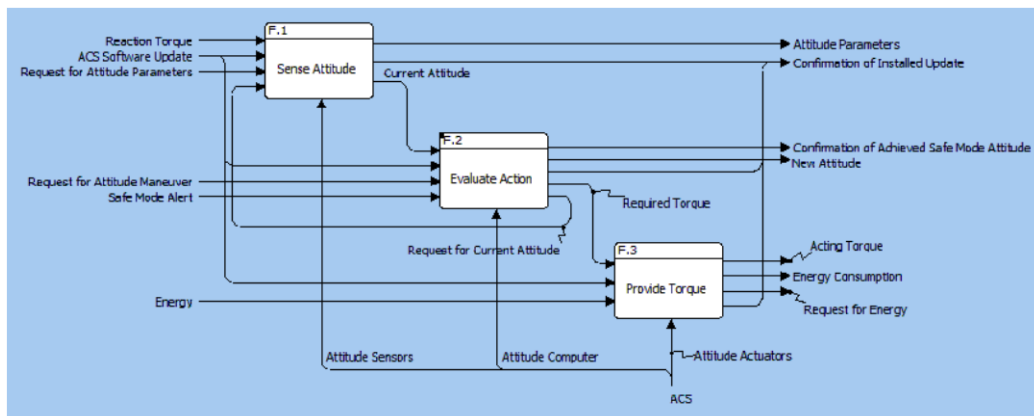 F.1
Reaction Torque
Attitude Parameters
ACS Software Update
Confirmation of Installed Update
Sense Attitude
Request for Attitude Parameters
Current Attitude
F.2
Confirmation of Achieved Safe Mode Attitude
New Attitude
Evaluate Action
Request for Attitude Maneuver
Safe Mode Alert
Required Torque
Request for Current Attitude
F.3
Acting Torque
Energy Consumption
Provide Torque
Energy
Request for Energy
Attitude Sensors
Attitude Computer
Attitude Actuators
ACS